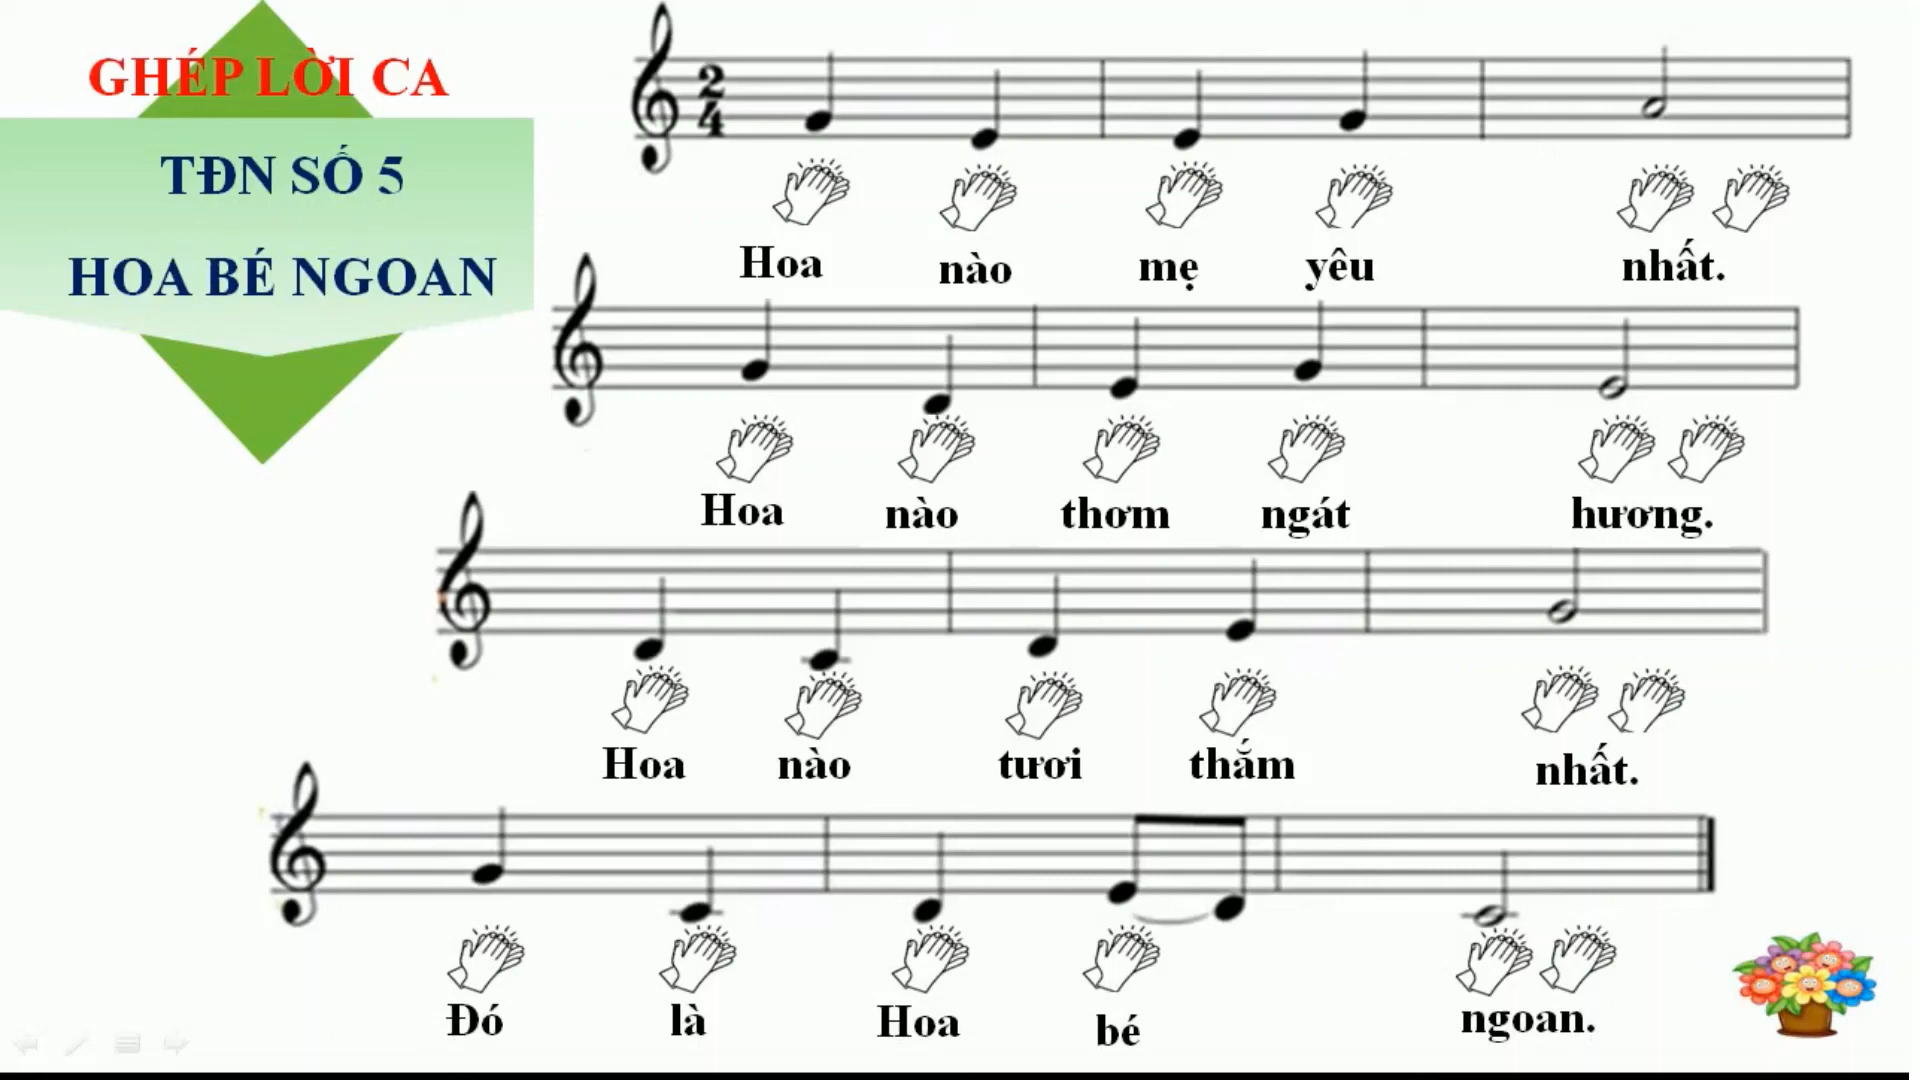 GHÉP LỜI CA
TĐN SỐ 5
HOA BÉ NGOAN
2
4
Hoa nào mẹ yêu nhất.
Hoa nào thơm ngát hương.
Hoa nào tươi thắm nhất.
Đó là Hoa bé ngoan.